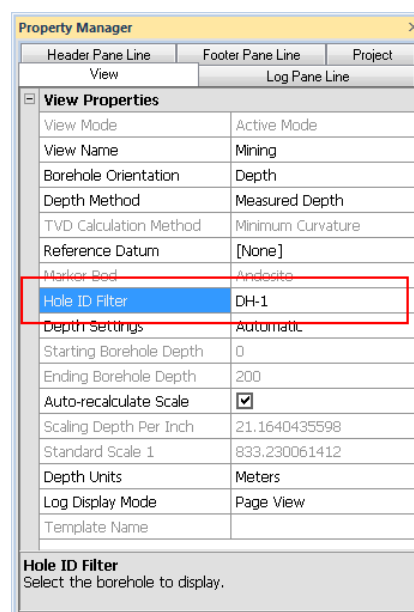 Property Manager
Header Pane Line Footer Pane Line Project
View Log Pane Line
View Properties
View Mode Active Mode
View Name Mining
Borehole Orientation Depth
Depth Method Measured Depth
TVD Calculation Method Minimum Curvature
Reference Datum [None]
Marker Bed Andesite
Hole ID Filter DH-1
Depth Settings Automatic
Starting Borehole Depth 0
Ending Borehole Depth 200
Auto-recalculate Scale
Scaling Depth Per Inch 21.1640435598
Standard Scale 1 833.230061412
Depth Units Meters
Log Display Mode Page View
Template Name
Hole ID Filter
Select the borehole to display.